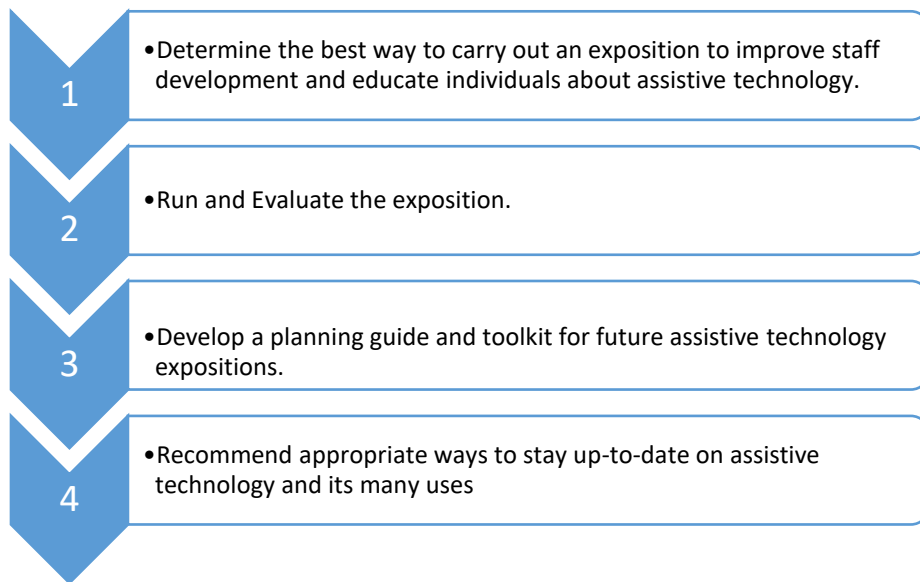 1
•Determine the best way to carry out an exposition to improve staff
development and educate individuals about assistive technology.
2
•Run and Evaluate the exposition.
3
•Develop a planning guide and toolkit for future assistive technology
expositions.
4
•Recommend appropriate ways to stay up-to-date on assistive
technology and its many uses